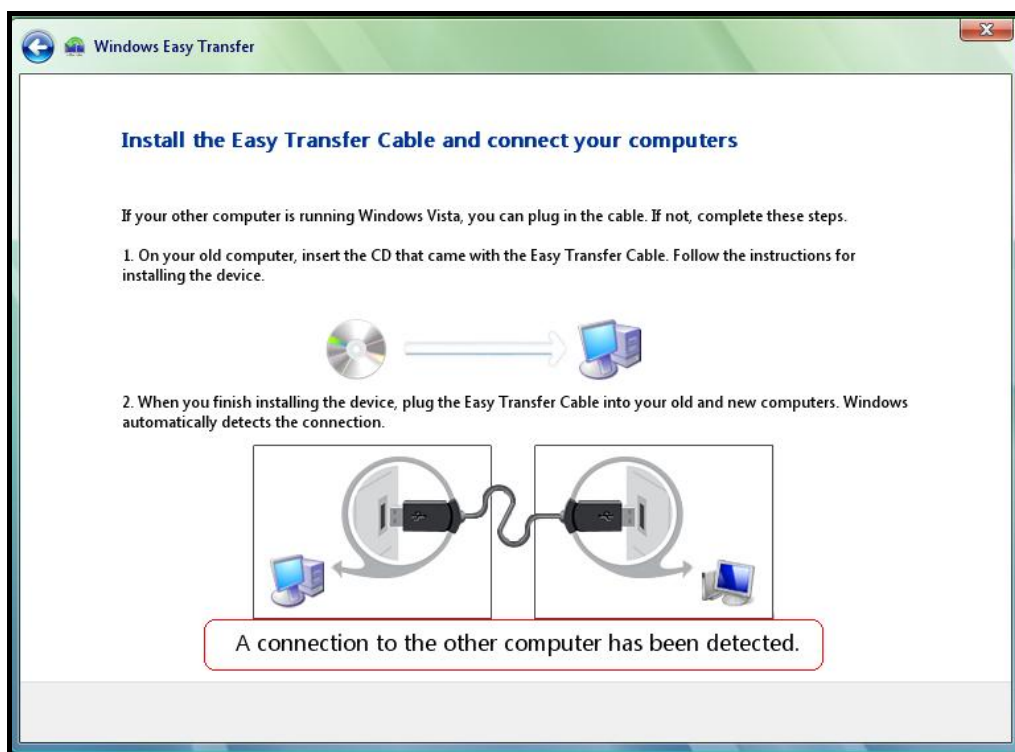 Windows Easy Transfer
Install the Easy Transfer Cable and connect your computers
If your other computer is running Windows Vista, you can plug in the cable. If not, complete these steps.
1. On your old computer, insert the CD that came with the Easy Transfer Cable. Follow the instructions for
installing the device.
2. When you finish installing the device, plug the Easy Transfer Cable into your old and new computers. Windows
automatically detects the connection.
A connection to the other computer has been detected.